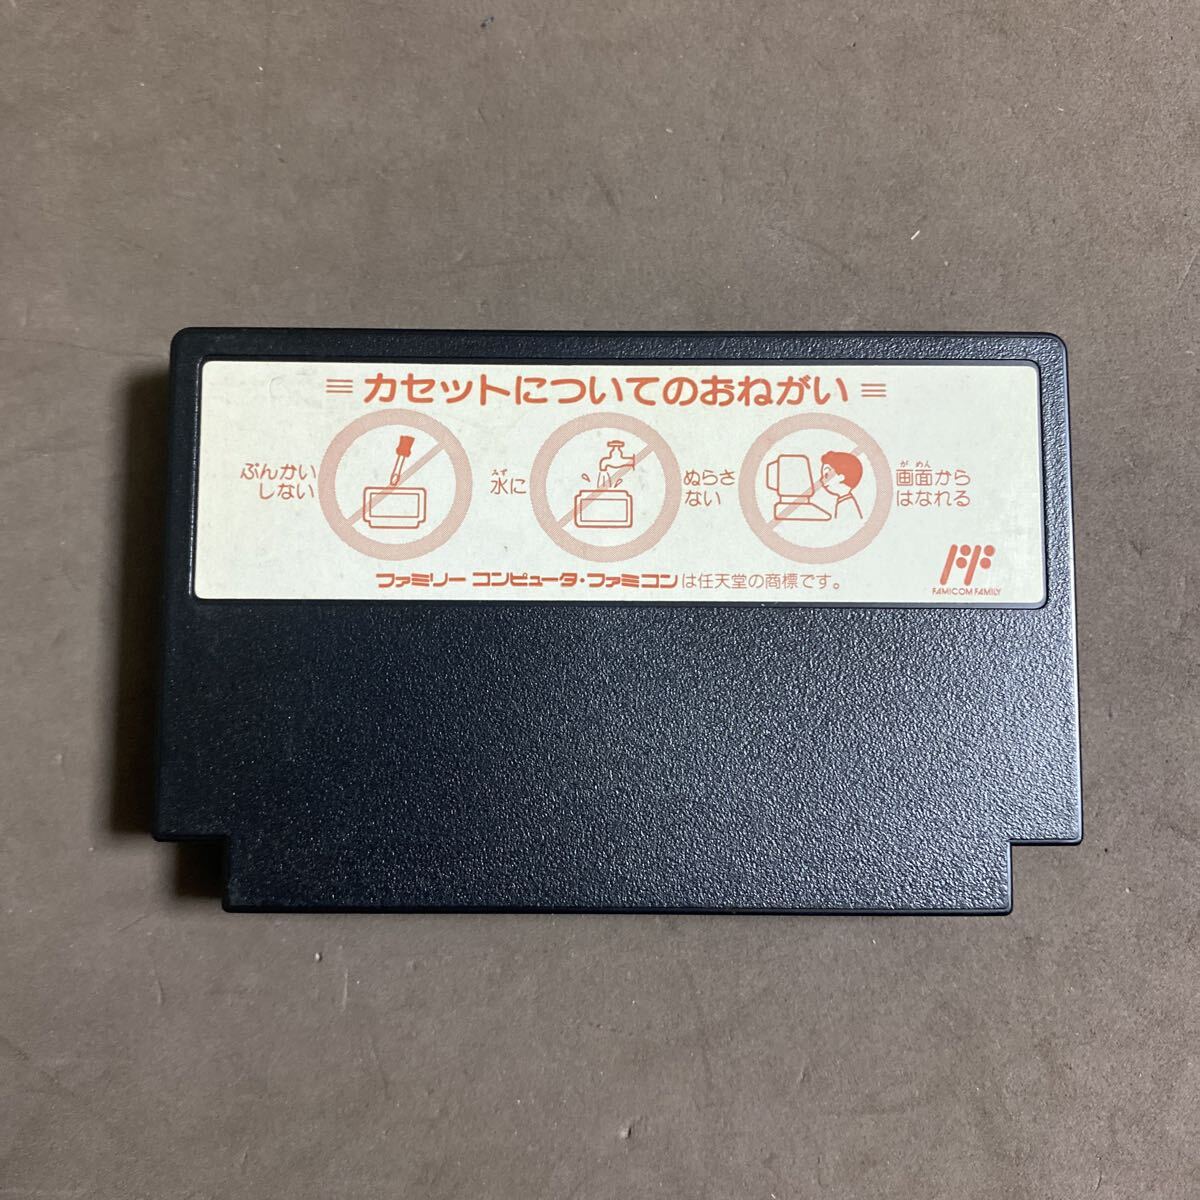 ≡ カセットについてのおねがい ≡
ぶんかい
しない
みず
水に
ぬらさ
ない
がめん
画面から
はなれる
ファミリー コンピュータ・ファミコンは任天堂の商標です。
FAMICOM FAMILY